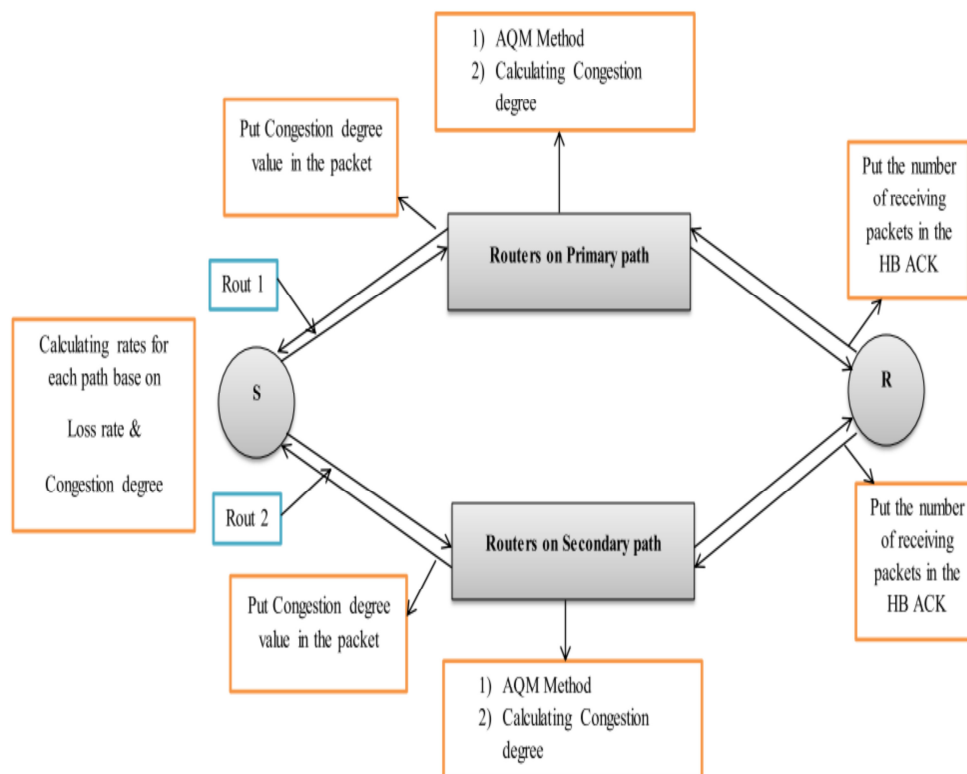 1) AQM Method
2) Calculating Congestion
degree
Put Congestion degree
value in the packet
Put the number
of receiving
packets in the
HB ACK
Routers on Primary path
Rout 1
Calculating rates for
each path base on
Loss rate &
Congestion degree
S
R
Rout 2
Routers on Secondary path
Put the number
of receiving
packets in the
HB ACK
Put Congestion degree
value in the packet
1) AQM Method
2) Calculating Congestion
degree